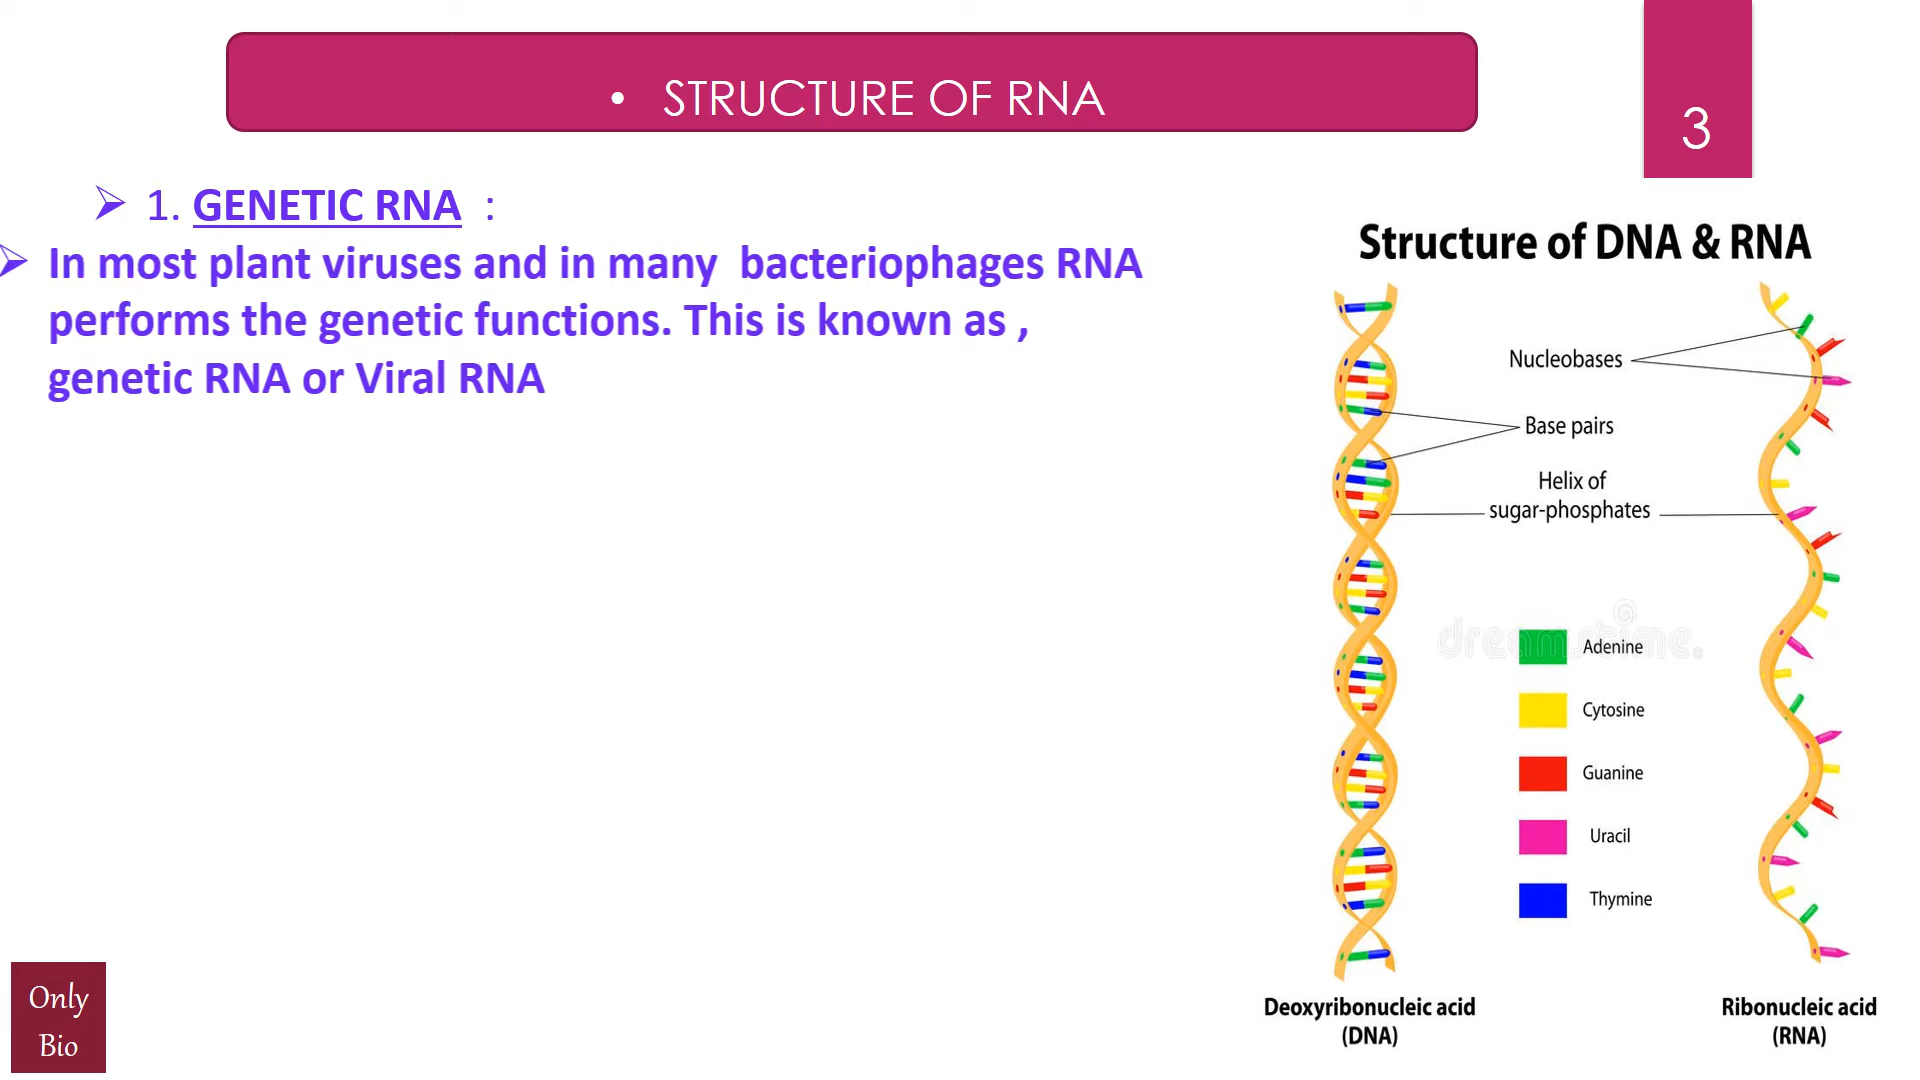 • STRUCTURE OF RNA
3
➢ 1. GENETIC RNA :
➢ In most plant viruses and in many bacteriophages RNA
performs the genetic functions. This is known as ,
genetic RNA or Viral RNA
Structure of DNA & RNA
Nucleobases
Base pairs
Helix of
sugar-phosphates
dreamstime.
Adenine
Cytosine
Guanine
Uracil
Thymine
Deoxyribonucleic acid
(DNA)
Ribonucleic acid
(RNA)
Only
Bio